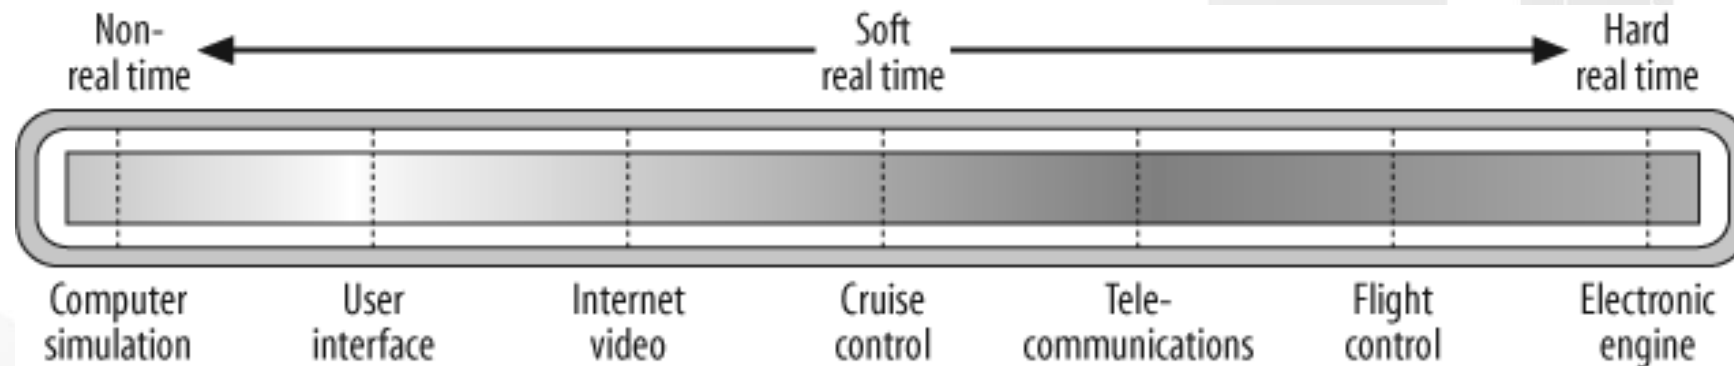 Non-
real time
Soft
real time
Hard
real time
Computer
simulation
User
interface
Internet
video
Cruise
control
Tele-
communications
Flight
control
Electronic
engine